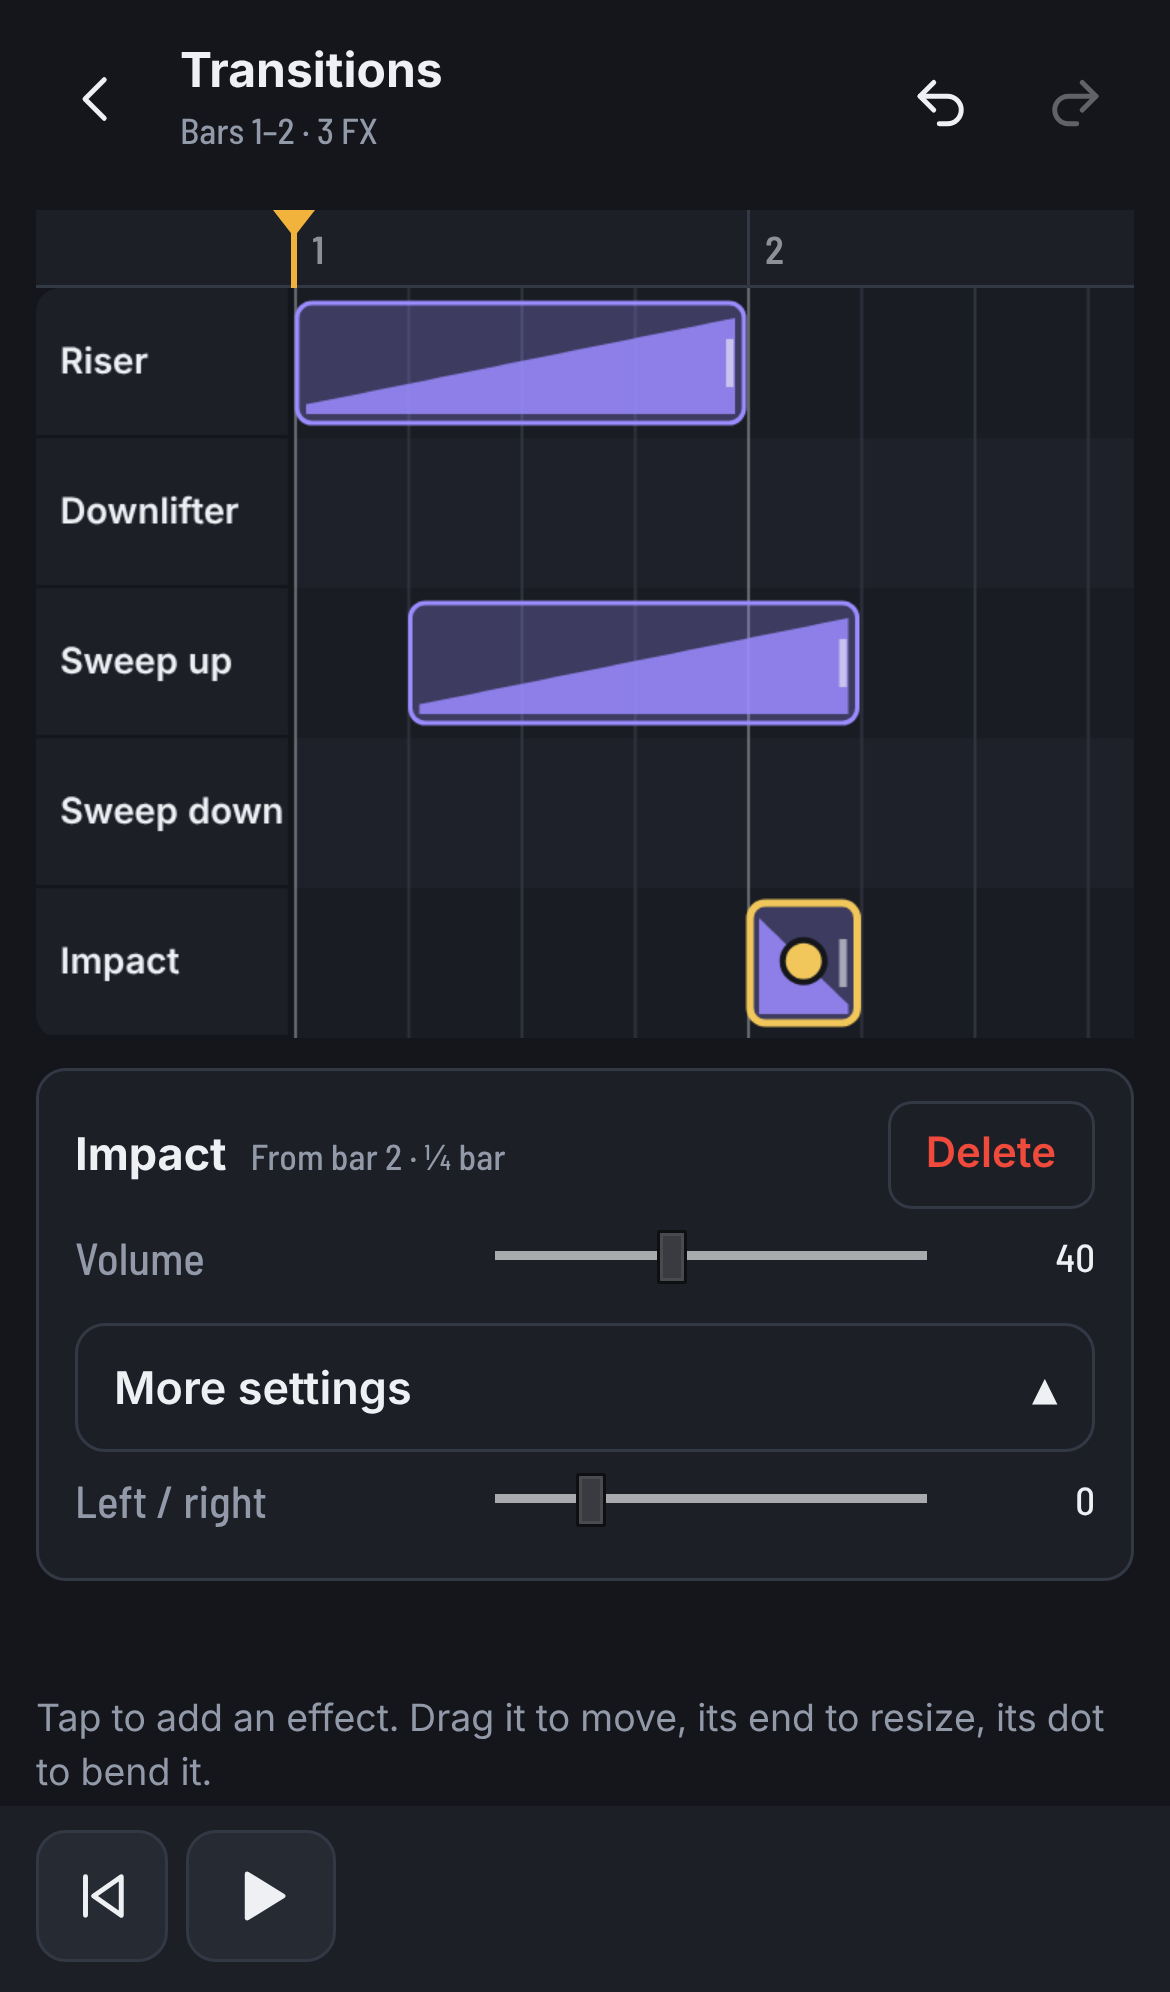 Transitions
Bars 1–2 · 3 FX
1
2
Riser
Downlifter
Sweep up
Sweep down
Impact
Impact From bar 2 · ¼ bar
Delete
Volume
40
More settings ▲
Left / right
0
Tap to add an effect. Drag it to move, its end to resize, its dot
to bend it.